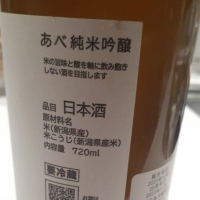 あべ純米吟醸
米の旨味と酸を軸に飲み飽き
しない酒を目指します
品目 日本酒
原材料名
米(新潟県産)
米こうじ(新潟県産米)
内容量 720ml
要冷蔵